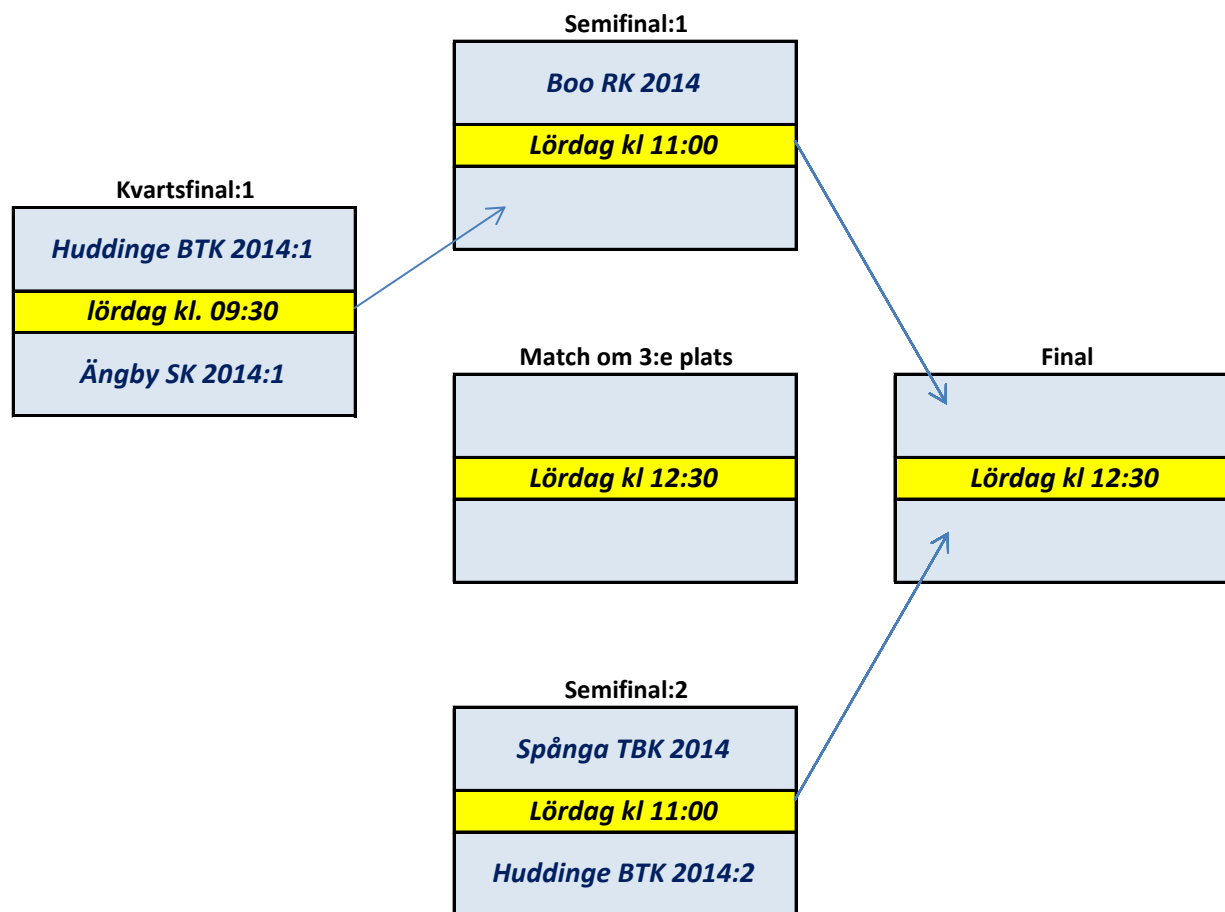 Semifinal:1
Boo RK 2014
Lördag kl 11:00
Kvartsfinal:1
Huddinge BTK 2014:1
lördag kl. 09:30
Ängby SK 2014:1
Match om 3:e plats
Lördag kl 12:30
Final
Lördag kl 12:30
Semifinal:2
Spånga TBK 2014
Lördag kl 11:00
Huddinge BTK 2014:2